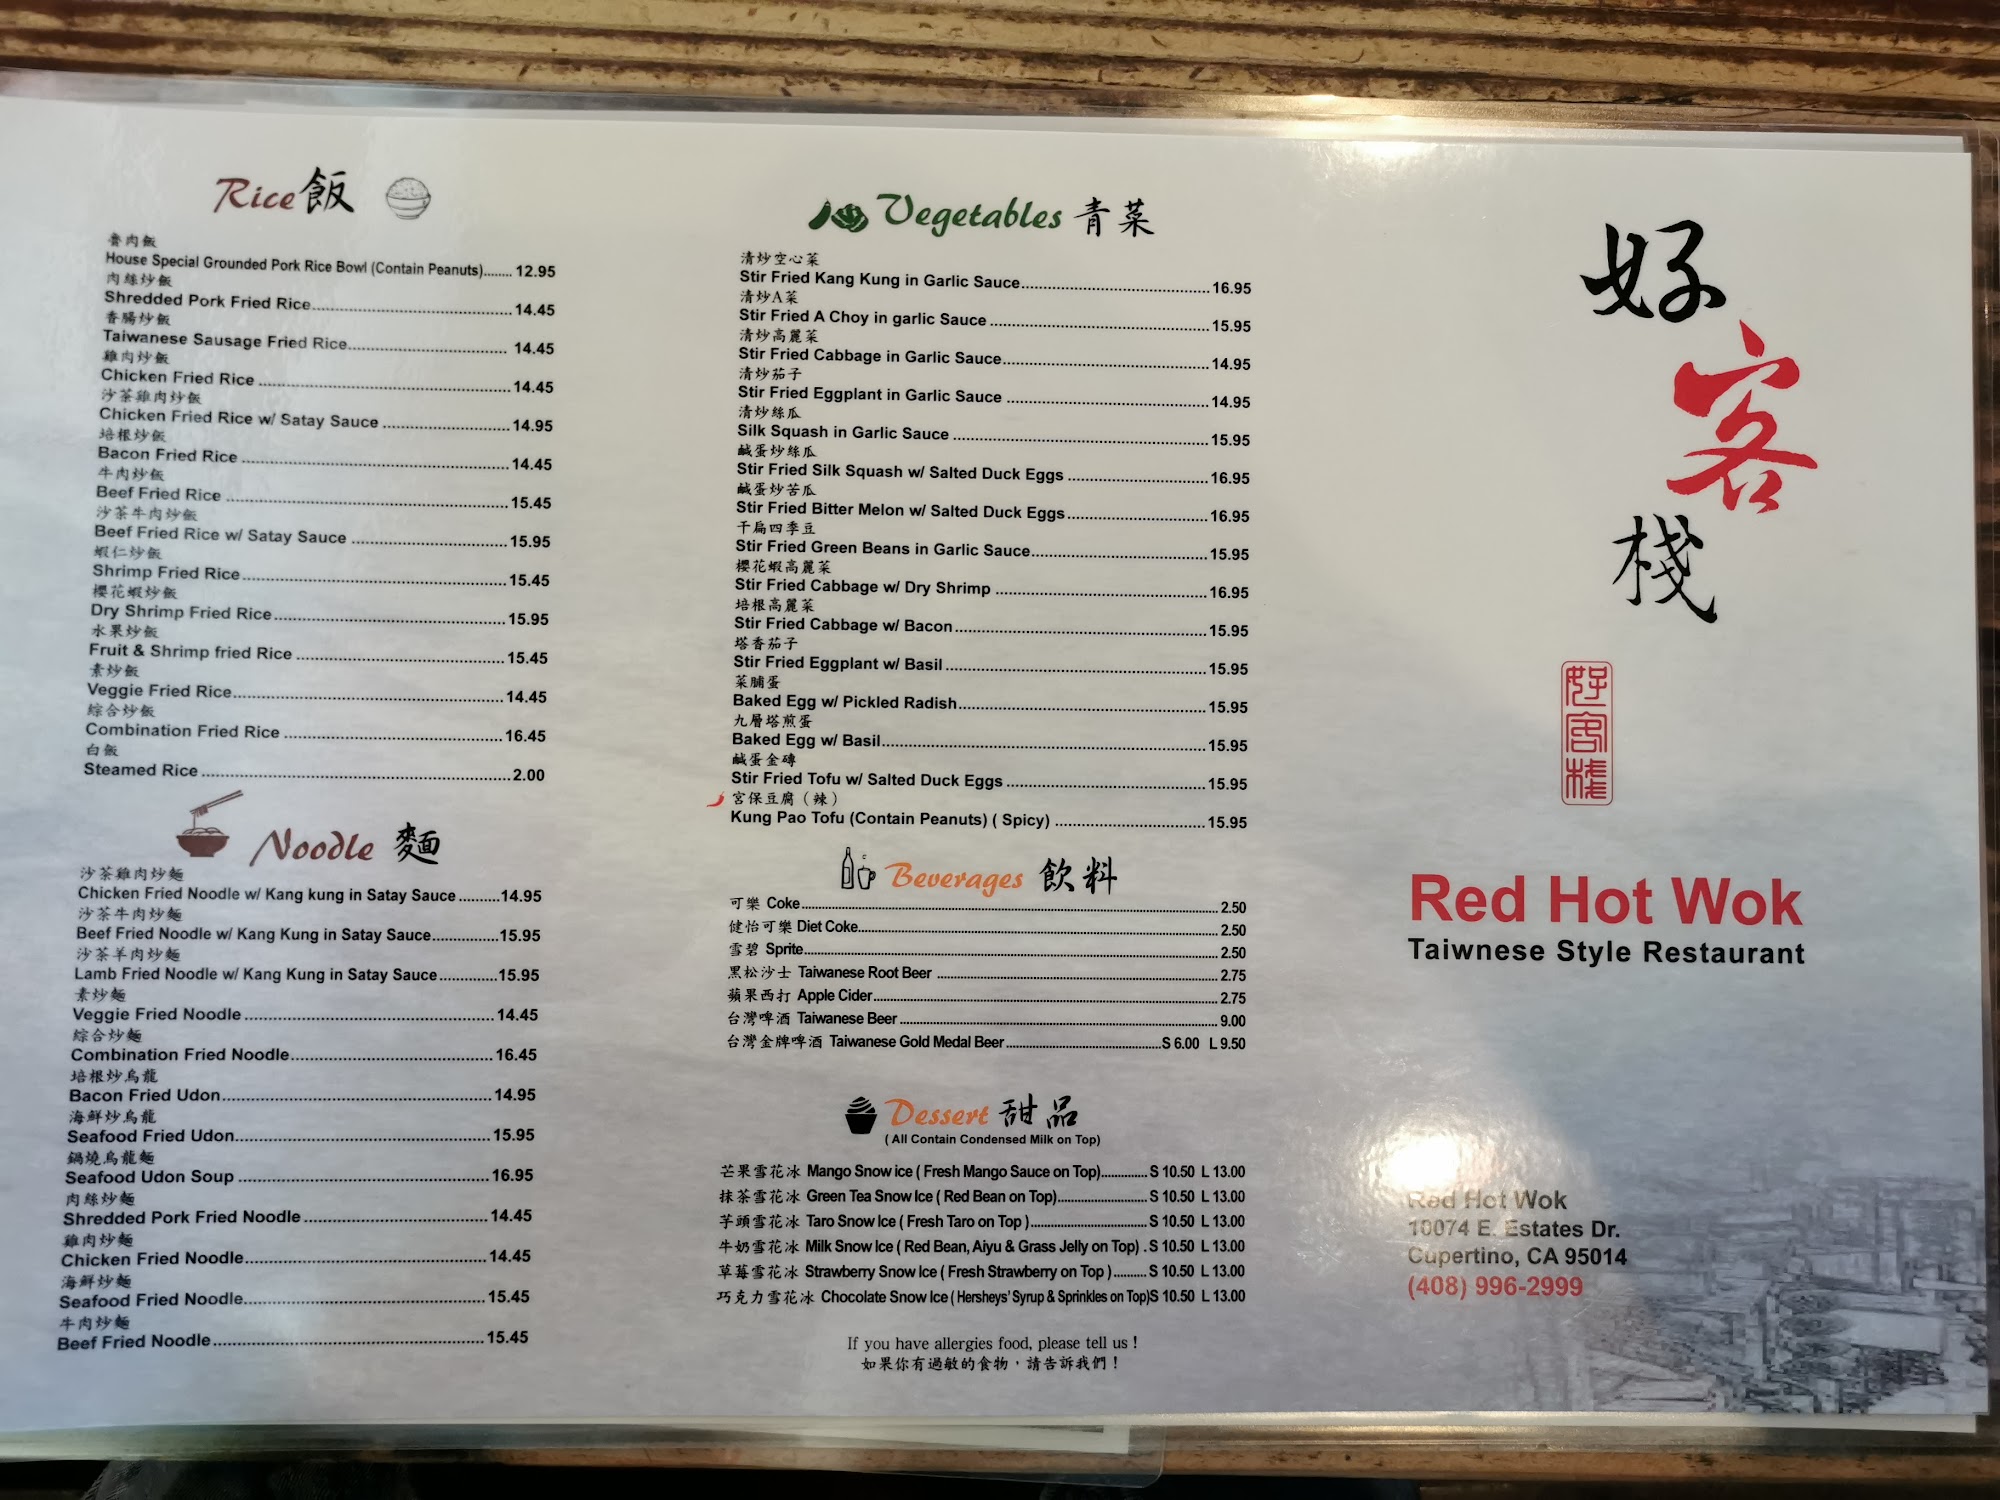 Rice飯
魯肉飯
House Special Grounded Pork Rice Bowl (Contain Peanuts)........ 12.95
肉絲炒飯
Shredded Pork Fried Rice........ 14.45
香腸炒飯
Taiwanese Sausage Fried Rice........ 14.45
雞肉炒飯
Chicken Fried Rice ........ 14.45
沙茶雞肉炒飯
Chicken Fried Rice w/ Satay Sauce ........ 14.95
培根炒飯
Bacon Fried Rice ........ 14.45
牛肉炒飯
Beef Fried Rice ........ 15.45
沙茶牛肉炒飯
Beef Fried Rice w/ Satay Sauce ........ 15.95
蝦仁炒飯
Shrimp Fried Rice........ 15.45
櫻花蝦炒飯
Dry Shrimp Fried Rice........ 15.95
水果炒飯
Fruit & Shrimp fried Rice ........ 15.45
素炒飯
Veggie Fried Rice........ 14.45
綜合炒飯
Combination Fried Rice ........ 16.45
白飯
Steamed Rice ........ 2.00
Noodle 麵
沙茶雞肉炒麵
Chicken Fried Noodle w/ Kang kung in Satay Sauce ........14.95
沙茶牛肉炒麵
Beef Fried Noodle w/ Kang Kung in Satay Sauce........15.95
沙茶羊肉炒麵
Lamb Fried Noodle w/ Kang Kung in Satay Sauce........15.95
素炒麵
Veggie Fried Noodle ........ 14.45
綜合炒麵
Combination Fried Noodle........ 16.45
培根炒烏龍
Bacon Fried Udon........ 14.95
海鮮炒烏龍
Seafood Fried Udon........ 15.95
鍋燒烏龍麵
Seafood Udon Soup ........ 16.95
肉絲炒麵
Shredded Pork Fried Noodle ........ 14.45
雞肉炒麵
Chicken Fried Noodle........ 14.45
海鮮炒麵
Seafood Fried Noodle........ 15.45
牛肉炒麵
Beef Fried Noodle........ 15.45
Vegetables 青菜
清炒空心菜
Stir Fried Kang Kung in Garlic Sauce........ 16.95
清炒A菜
Stir Fried A Choy in garlic Sauce ........ 15.95
清炒高麗菜
Stir Fried Cabbage in Garlic Sauce........ 14.95
清炒茄子
Stir Fried Eggplant in Garlic Sauce ........ 14.95
清炒絲瓜
Silk Squash in Garlic Sauce ........ 15.95
鹹蛋炒絲瓜
Stir Fried Silk Squash w/ Salted Duck Eggs ........ 16.95
鹹蛋炒苦瓜
Stir Fried Bitter Melon w/ Salted Duck Eggs........ 16.95
干扁四季豆
Stir Fried Green Beans in Garlic Sauce........ 15.95
櫻花蝦高麗菜
Stir Fried Cabbage w/ Dry Shrimp ........ 16.95
培根高麗菜
Stir Fried Cabbage w/ Bacon........ 15.95
塔香茄子
Stir Fried Eggplant w/ Basil ........ 15.95
菜脯蛋
Baked Egg w/ Pickled Radish........ 15.95
九層塔煎蛋
Baked Egg w/ Basil........ 15.95
鹹蛋金磚
Stir Fried Tofu w/ Salted Duck Eggs ........ 15.95
宮保豆腐（辣）
Kung Pao Tofu (Contain Peanuts) ( Spicy) ........ 15.95
Beverages 飲料
可樂 Coke........ 2.50
健怡可樂 Diet Coke........ 2.50
雪碧 Sprite........ 2.50
黑松沙士 Taiwanese Root Beer ........ 2.75
蘋果西打 Apple Cider........ 2.75
台灣啤酒 Taiwanese Beer ........ 9.00
台灣金牌啤酒 Taiwanese Gold Medal Beer ........S 6.00 L 9.50
Dessert 甜品
( All Contain Condensed Milk on Top)
芒果雪花冰 Mango Snow ice ( Fresh Mango Sauce on Top)........ S 10.50 L 13.00
抹茶雪花冰 Green Tea Snow Ice ( Red Bean on Top)........ S 10.50 L 13.00
芋頭雪花冰 Taro Snow Ice ( Fresh Taro on Top )........ S 10.50 L 13.00
牛奶雪花冰 Milk Snow Ice ( Red Bean, Aiyu & Grass Jelly on Top) . S 10.50 L 13.00
草莓雪花冰 Strawberry Snow Ice ( Fresh Strawberry on Top )........ S 10.50 L 13.00
巧克力雪花冰 Chocolate Snow Ice ( Hersheys' Syrup & Sprinkles on Top)S 10.50 L 13.00
If you have allergies food, please tell us !
如果你有過敏的食物，請告訴我們！
好
客
棧
好客棧
Red Hot Wok
Taiwnese Style Restaurant
Red Hot Wok
10074 E. Estates Dr.
Cupertino, CA 95014
(408) 996-2999